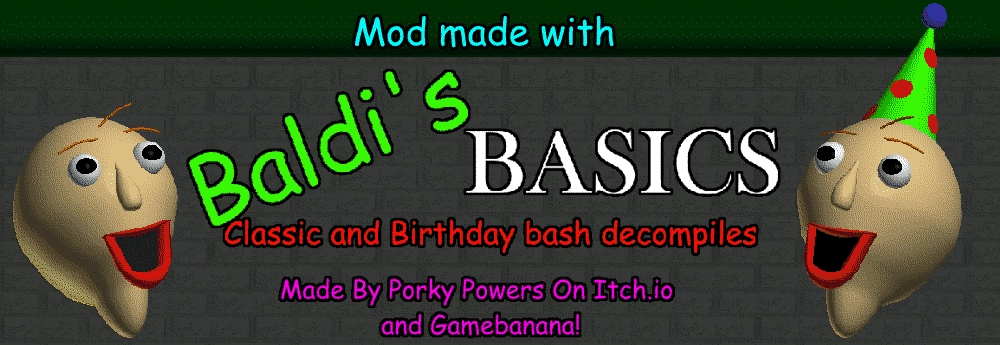 Mod made with
Baldi's
BASICS
Classic and Birthday bash decompiles
Made By Porky Powers On Itch.io
and Gamebanana!